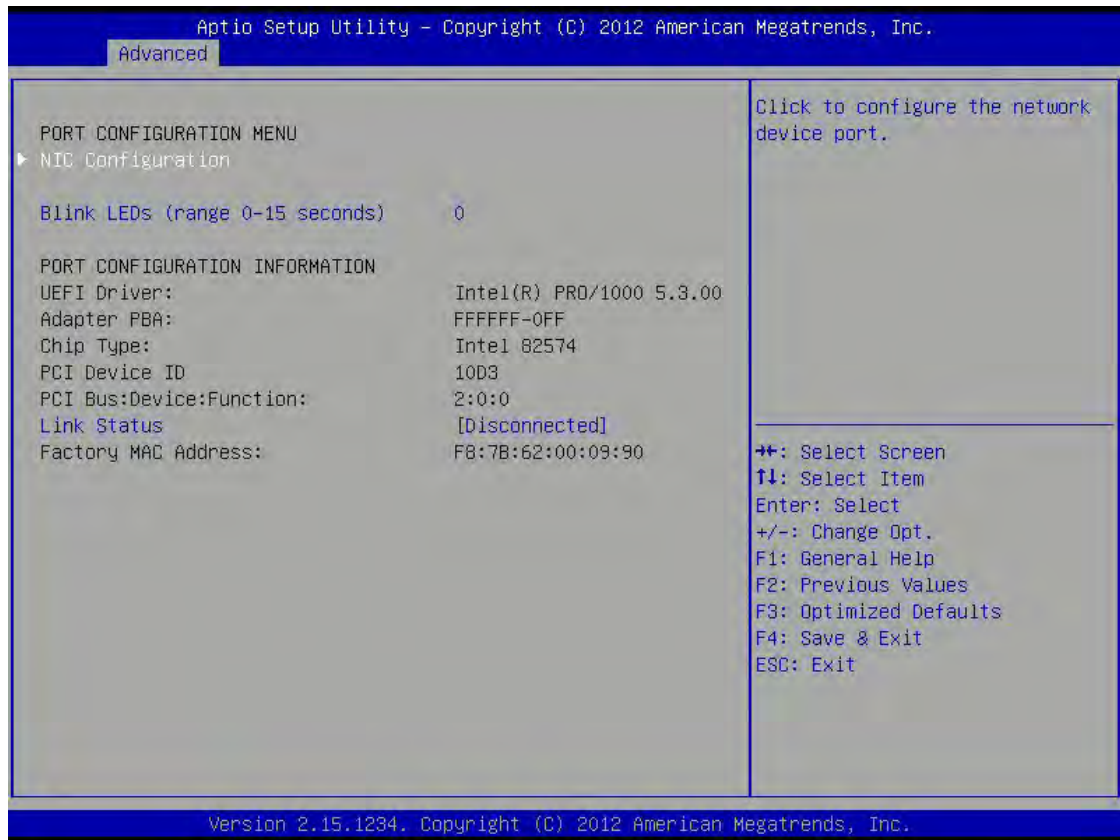 Aptio Setup Utility – Copyright (C) 2012 American Megatrends, Inc.
Advanced
PORT CONFIGURATION MENU
► NIC Configuration
Blink LEDs (range 0-15 seconds) 0
PORT CONFIGURATION INFORMATION
UEFI Driver: Intel(R) PRO/1000 5.3.00
Adapter PBA: FFFFFF-0FF
Chip Type: Intel 82574
PCI Device ID 10D3
PCI Bus:Device:Function: 2:0:0
Link Status [Disconnected]
Factory MAC Address: F8:7B:62:00:09:90
Click to configure the network
device port.
→←: Select Screen
↑↓: Select Item
Enter: Select
+/-: Change Opt.
F1: General Help
F2: Previous Values
F3: Optimized Defaults
F4: Save & Exit
ESC: Exit
Version 2.15.1234. Copyright (C) 2012 American Megatrends, Inc.